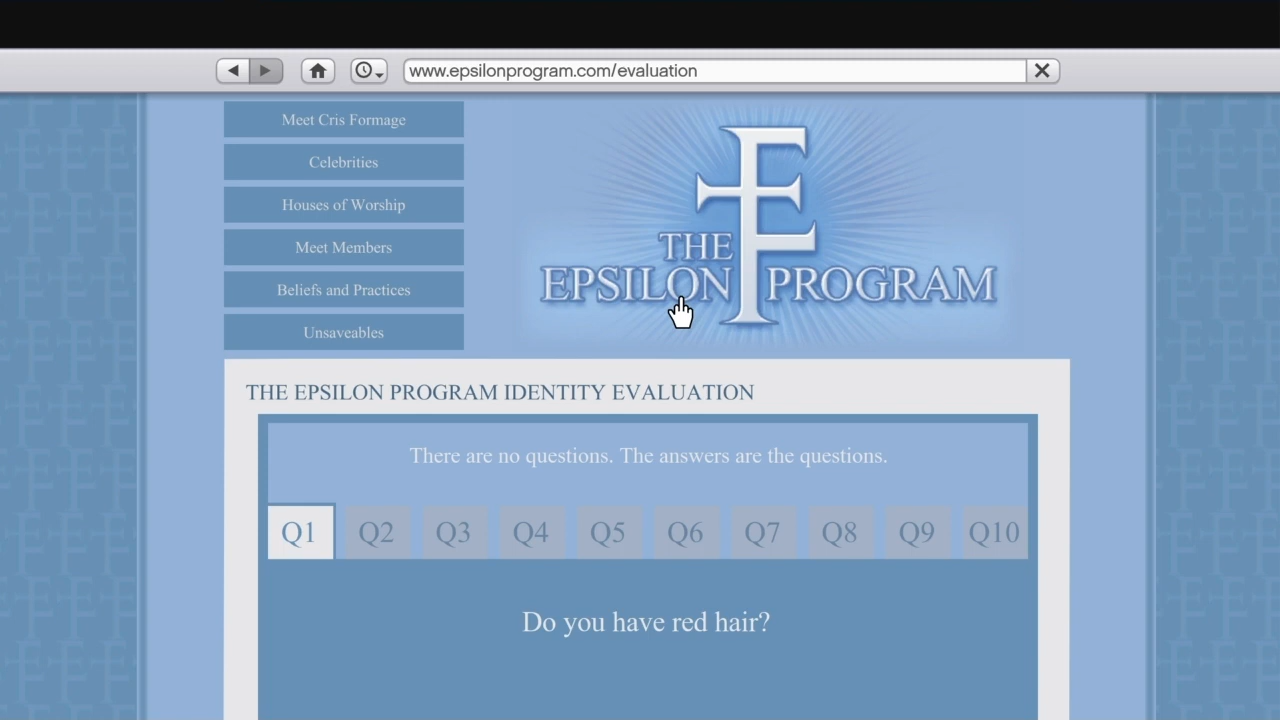 www.epsilonprogram.com/evaluation
Meet Cris Formage
Celebrities
Houses of Worship
Meet Members
Beliefs and Practices
Unsaveables
THE
EPSILON PROGRAM
THE EPSILON PROGRAM IDENTITY EVALUATION
There are no questions. The answers are the questions.
Q1 Q2 Q3 Q4 Q5 Q6 Q7 Q8 Q9 Q10
Do you have red hair?